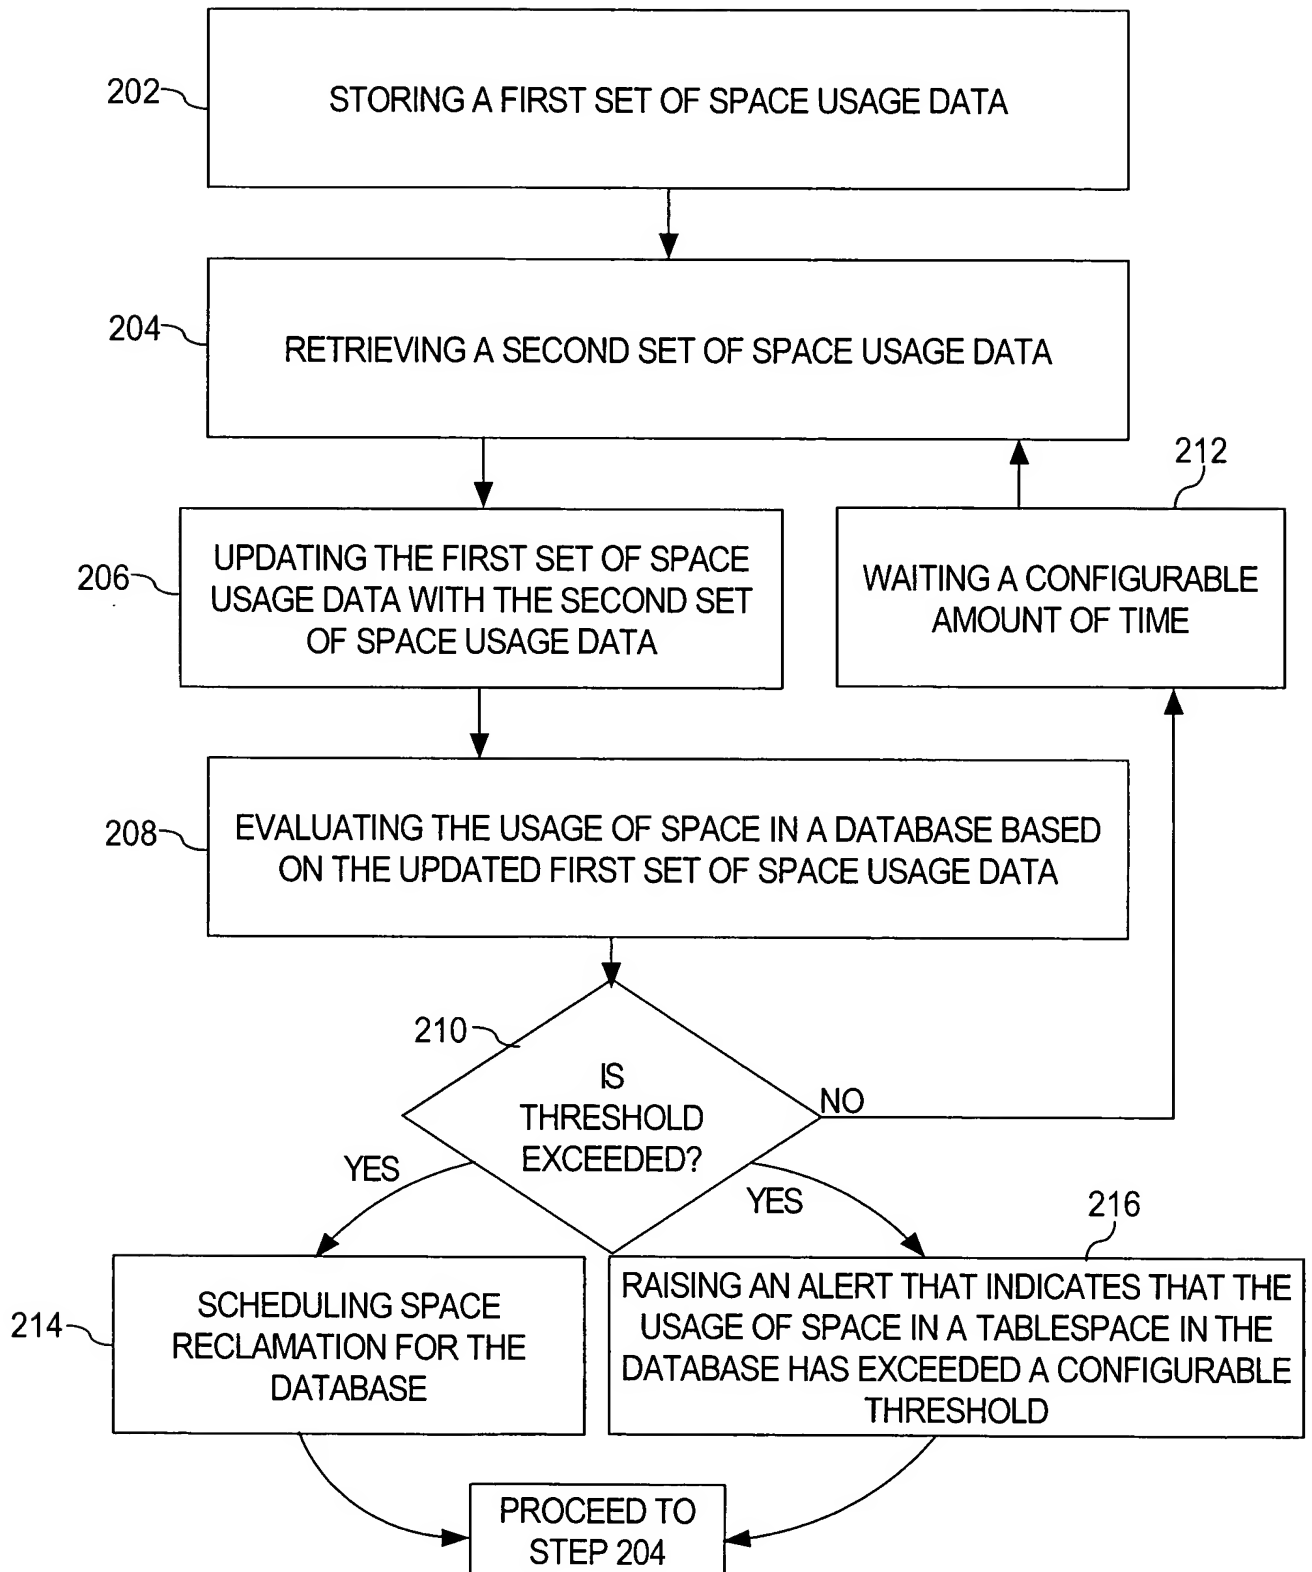 202
STORING A FIRST SET OF SPACE USAGE DATA
204
RETRIEVING A SECOND SET OF SPACE USAGE DATA
212
206
UPDATING THE FIRST SET OF SPACE
USAGE DATA WITH THE SECOND SET
OF SPACE USAGE DATA
WAITING A CONFIGURABLE
AMOUNT OF TIME
208
EVALUATING THE USAGE OF SPACE IN A DATABASE BASED
ON THE UPDATED FIRST SET OF SPACE USAGE DATA
210
IS
THRESHOLD
EXCEEDED?
NO
YES
YES
216
214
SCHEDULING SPACE
RECLAMATION FOR THE
DATABASE
RAISING AN ALERT THAT INDICATES THAT THE
USAGE OF SPACE IN A TABLESPACE IN THE
DATABASE HAS EXCEEDED A CONFIGURABLE
THRESHOLD
PROCEED TO
STEP 204